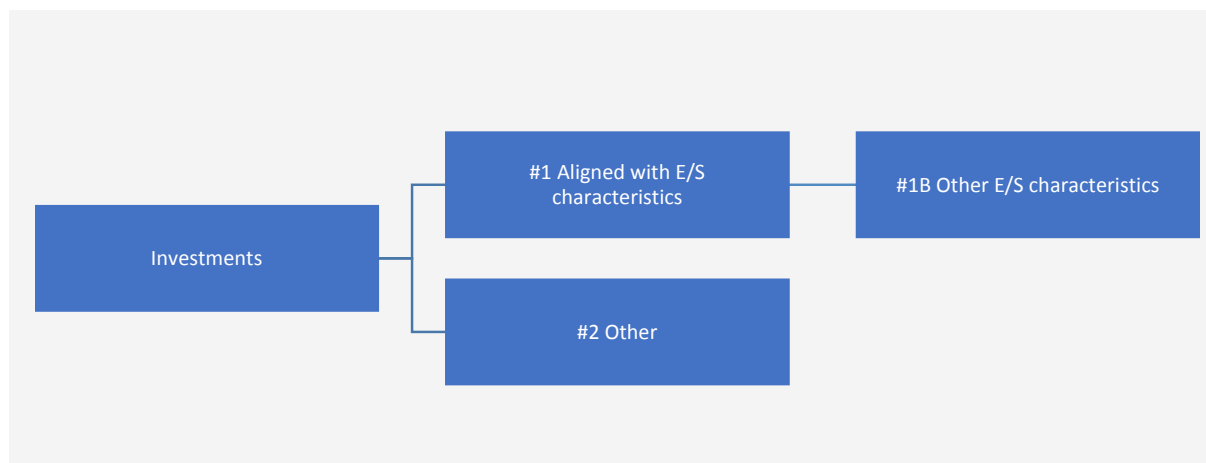 #1 Aligned with E/S
characteristics
#1B Other E/S characteristics
Investments
#2 Other